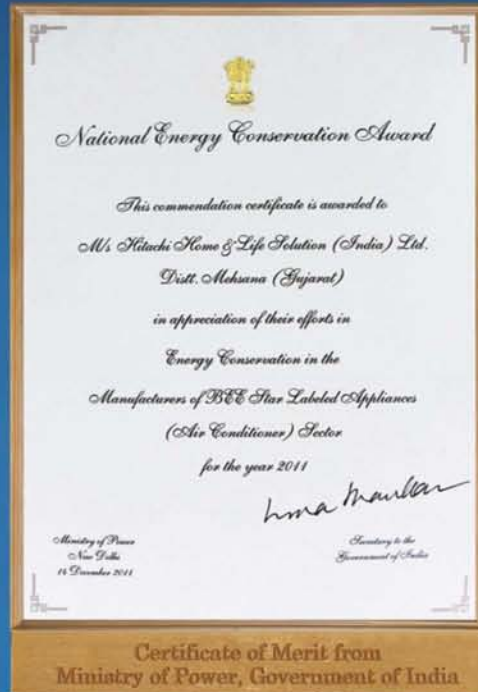 National Energy Conservation Award
This commendation certificate is awarded to
M/s Hitachi Home & Life Solution (India) Ltd.
Distt. Mehsana (Gujarat)
in appreciation of their efforts in
Energy Conservation in the
Manufacturers of BEE Star Labeled Appliances
(Air Conditioner) Sector
for the year 2011
Ministry of Power
New Delhi
14 December 2011
Secretary to the
Government of India
Certificate of Merit from
Ministry of Power, Government of India